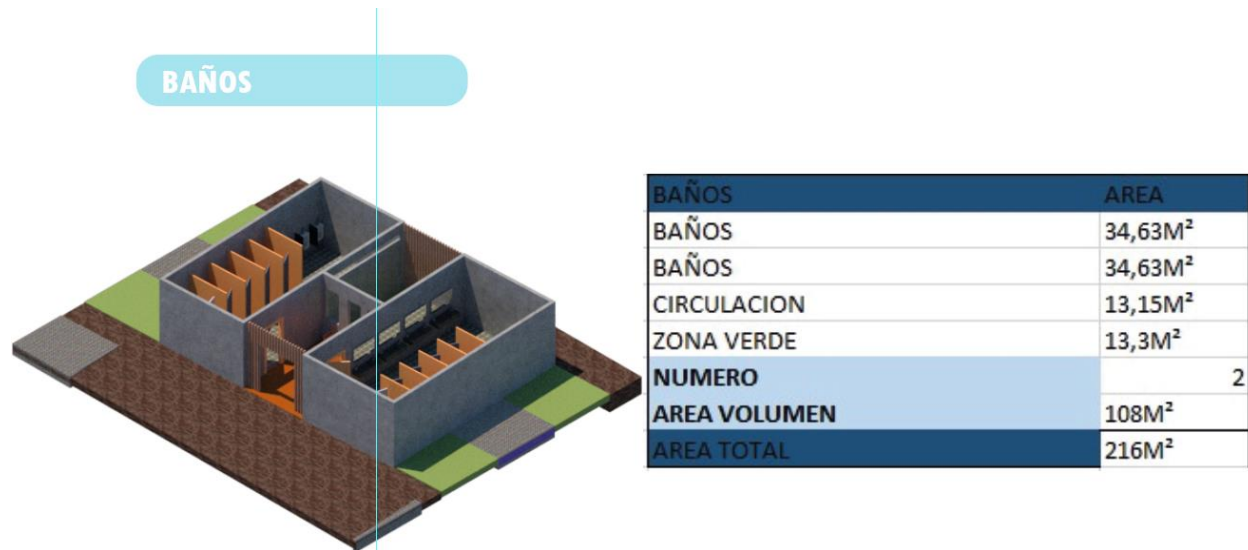 BAÑOS
BAÑOS AREA
BAÑOS 34,63M²
BAÑOS 34,63M²
CIRCULACION 13,15M²
ZONA VERDE 13,3M²
NUMERO 2
AREA VOLUMEN 108M²
AREA TOTAL 216M²